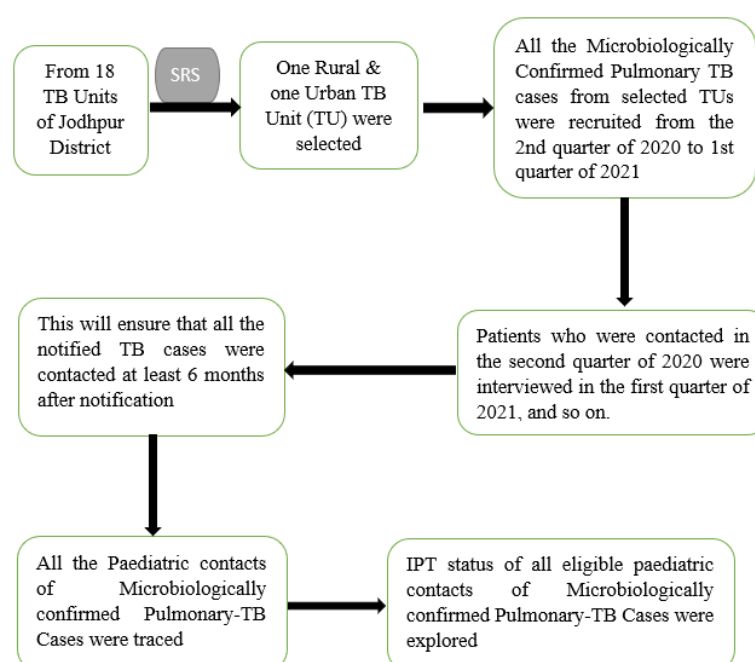 From 18
TB Units
of Jodhpur
District
SRS
One Rural &
one Urban TB
Unit (TU) were
selected
All the Microbiologically
Confirmed Pulmonary TB
cases from selected TUs
were recruited from the
2nd quarter of 2020 to 1st
quarter of 2021
Patients who were contacted in
the second quarter of 2020 were
interviewed in the first quarter of
2021, and so on.
This will ensure that all the
notified TB cases were
contacted at least 6 months
after notification
All the Paediatric contacts
of Microbiologically
confirmed Pulmonary-TB
Cases were traced
IPT status of all eligible paediatric
contacts of Microbiologically
confirmed Pulmonary-TB Cases were
explored